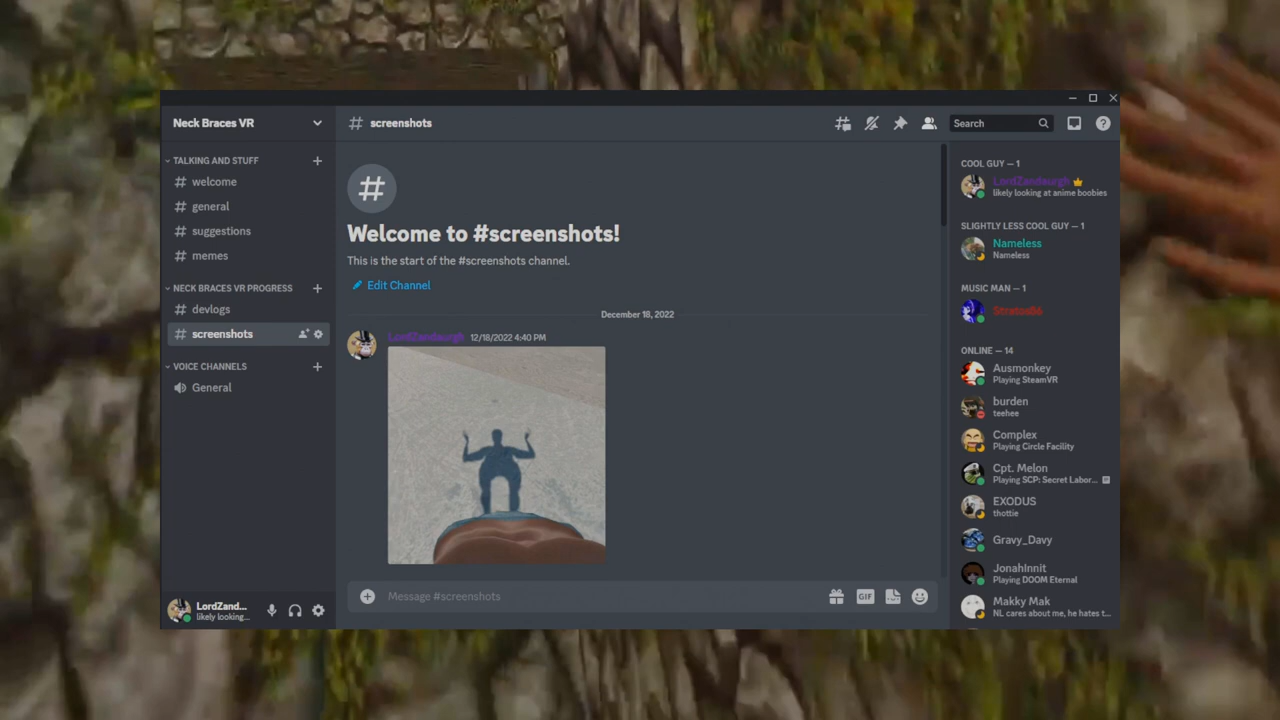 Neck Braces VR
TALKING AND STUFF
welcome
general
suggestions
memes
NECK BRACES VR PROGRESS
devlogs
screenshots
VOICE CHANNELS
General
LordZand...
likely looking...
screenshots
Search
Welcome to #screenshots!
This is the start of the #screenshots channel.
Edit Channel
December 18, 2022
LordZandaurgh 12/18/2022 4:40 PM
Message #screenshots
GIF
COOL GUY — 1
LordZandaurgh
likely looking at anime boobies
SLIGHTLY LESS COOL GUY — 1
Nameless
Nameless
MUSIC MAN — 1
Stratos86
ONLINE — 14
Ausmonkey
Playing SteamVR
burden
teehee
Complex
Playing Circle Facility
Cpt. Melon
Playing SCP: Secret Labor...
EXODUS
thottie
Gravy_Davy
JonahInnit
Playing DOOM Eternal
Makky Mak
NL cares about me, he hates t...